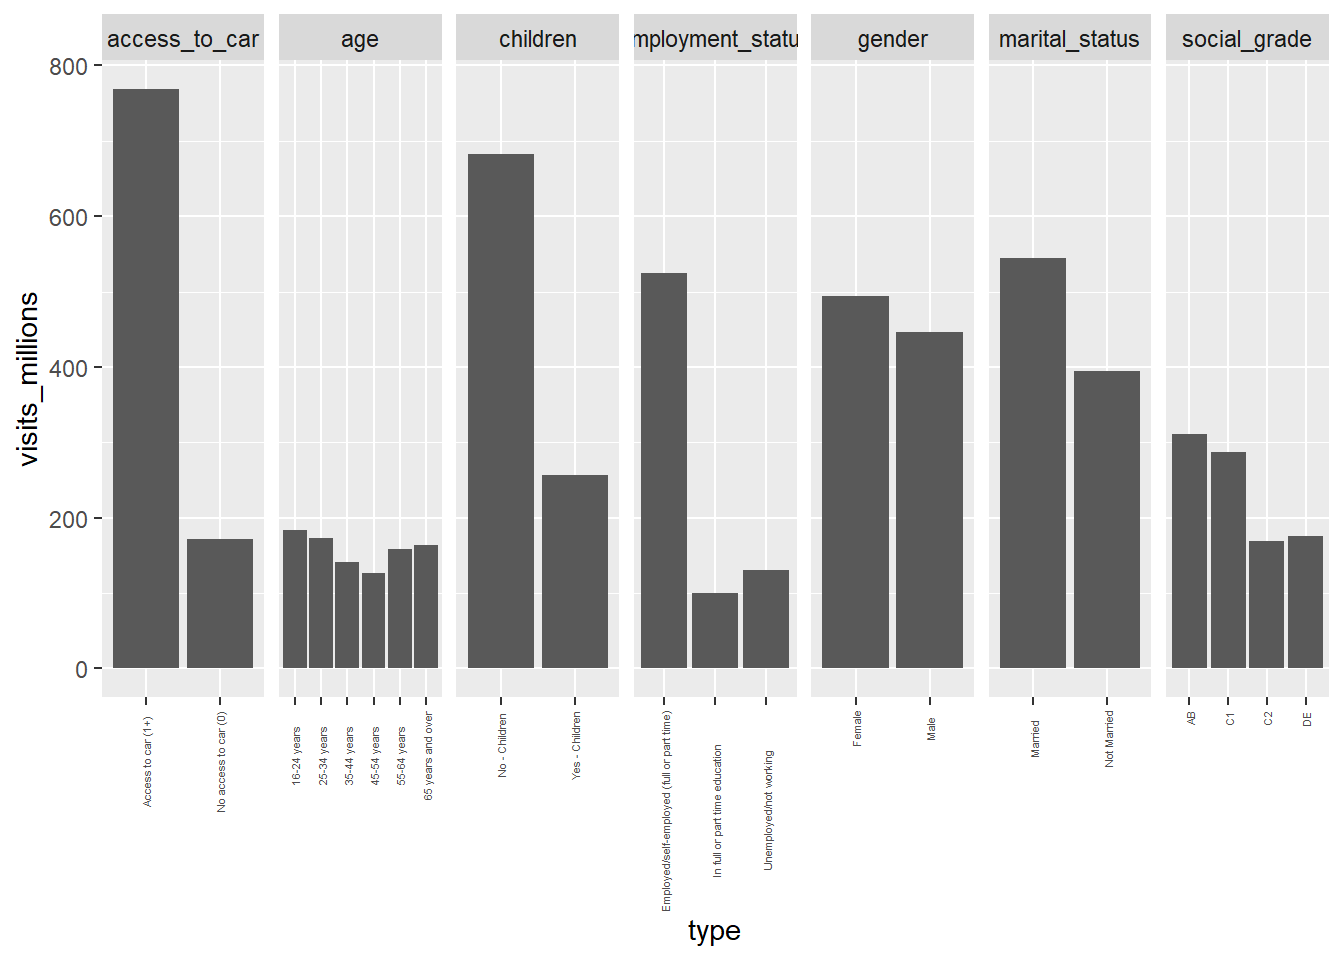 access_to_car
age
children
mployment_statu
gender
marital_status
social_grade
visits_millions
800
600
400
200
0
Access to car (1+)
No access to car (0)
16-24 years
25-34 years
35-44 years
45-54 years
55-64 years
65 years and over
No - Children
Yes - Children
Employed/self-employed (full or part time)
In full or part time education
Unemployed/not working
Female
Male
Married
Not Married
AB
C1
C2
DE
type